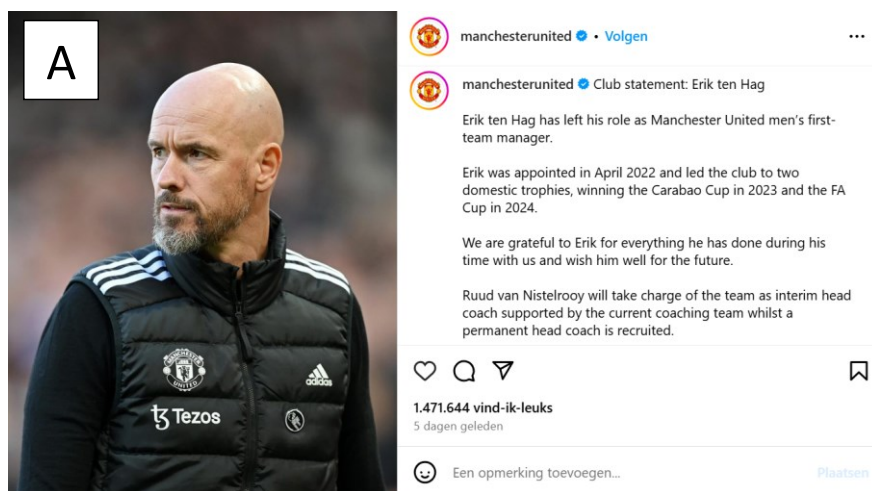 A
manchesterunited • Volgen
manchesterunited Club statement: Erik ten Hag
Erik ten Hag has left his role as Manchester United men's first-
team manager.
Erik was appointed in April 2022 and led the club to two
domestic trophies, winning the Carabao Cup in 2023 and the FA
Cup in 2024.
We are grateful to Erik for everything he has done during his
time with us and wish him well for the future.
Ruud van Nistelrooy will take charge of the team as interim head
coach supported by the current coaching team whilst a
permanent head coach is recruited.
MANCHESTER
UNITED
adidas
Tezos
1.471.644 vind-ik-leuks
5 dagen geleden
Een opmerking toevoegen...
Plaatsen